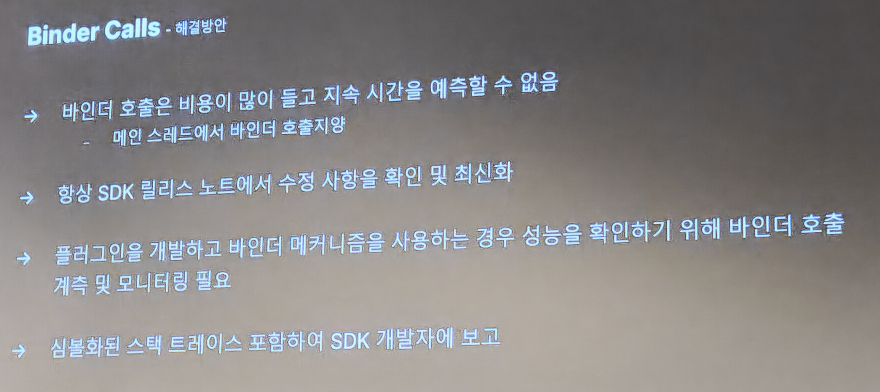 Binder Calls - 해결방안
→ 바인더 호출은 비용이 많이 들고 지속 시간을 예측할 수 없음
- 메인 스레드에서 바인더 호출지양
→ 항상 SDK 릴리스 노트에서 수정 사항을 확인 및 최신화
→ 플러그인을 개발하고 바인더 메커니즘을 사용하는 경우 성능을 확인하기 위해 바인더 호출
계측 및 모니터링 필요
→ 심볼화된 스택 트레이스 포함하여 SDK 개발자에 보고